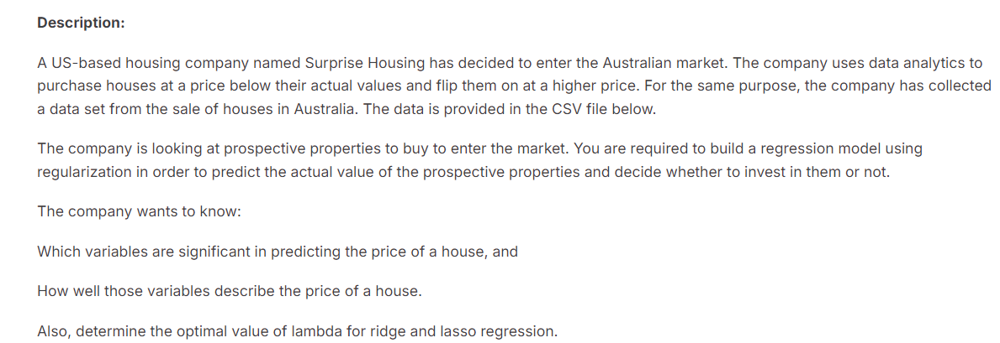 Description:
A US-based housing company named Surprise Housing has decided to enter the Australian market. The company uses data analytics to
purchase houses at a price below their actual values and flip them on at a higher price. For the same purpose, the company has collected
a data set from the sale of houses in Australia. The data is provided in the CSV file below.
The company is looking at prospective properties to buy to enter the market. You are required to build a regression model using
regularization in order to predict the actual value of the prospective properties and decide whether to invest in them or not.
The company wants to know:
Which variables are significant in predicting the price of a house, and
How well those variables describe the price of a house.
Also, determine the optimal value of lambda for ridge and lasso regression.